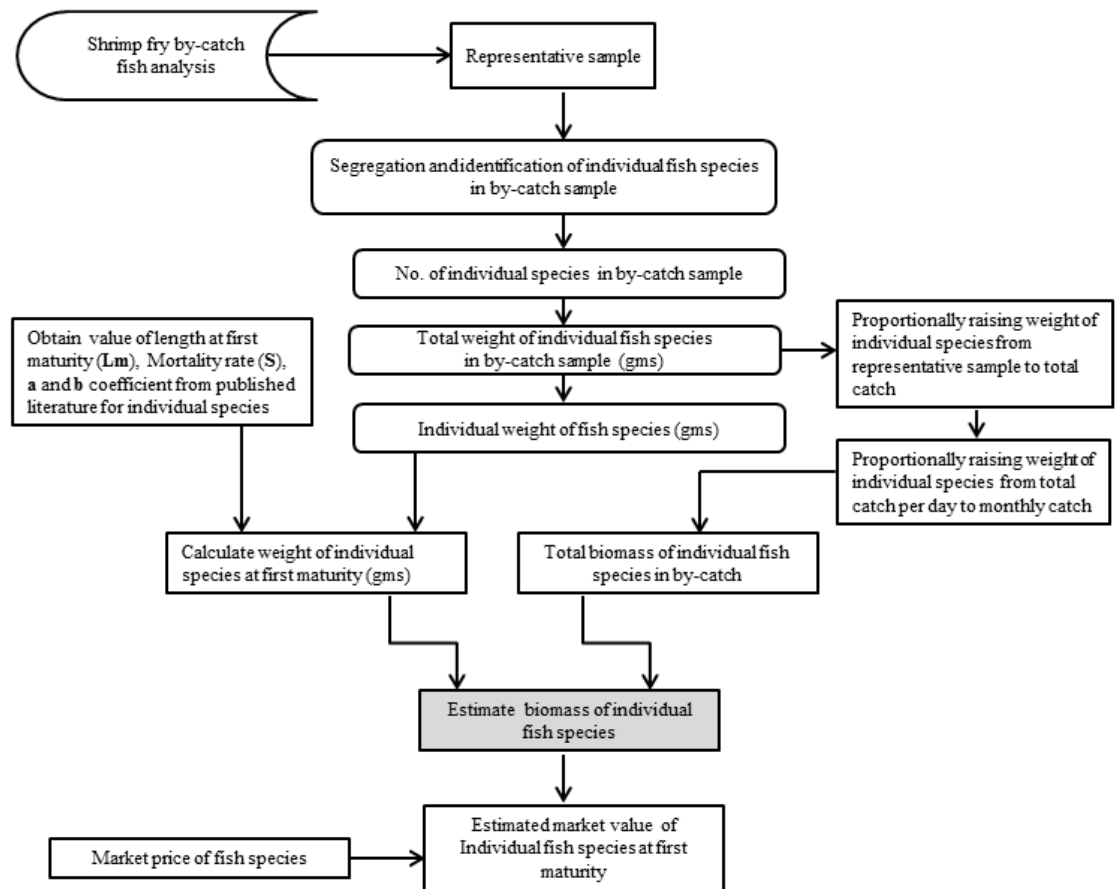 Shrimp fry by-catch
fish analysis
Representative sample
Segregation andidentification of individual fish species
in by-catch sample
No. of individual species in by-catch sample
Total weight of individual fish species
in by-catch sample (gms)
Proportionally raising weight of
individual species from
representative sample to total
catch
Obtain value of length at first
maturity (Lm), Mortality rate (S),
a and b coefficient from published
literature for individual species
Individual weight of fish species (gms)
Proportionally raising weight of
individual species from total
catch per day to monthly catch
Calculate weight of individual
species at first maturity (gms)
Total biomass of individual fish
species in by-catch
Estimate biomass of individual
fish species
Market price of fish species
Estimated market value of
Individual fish species at first
maturity